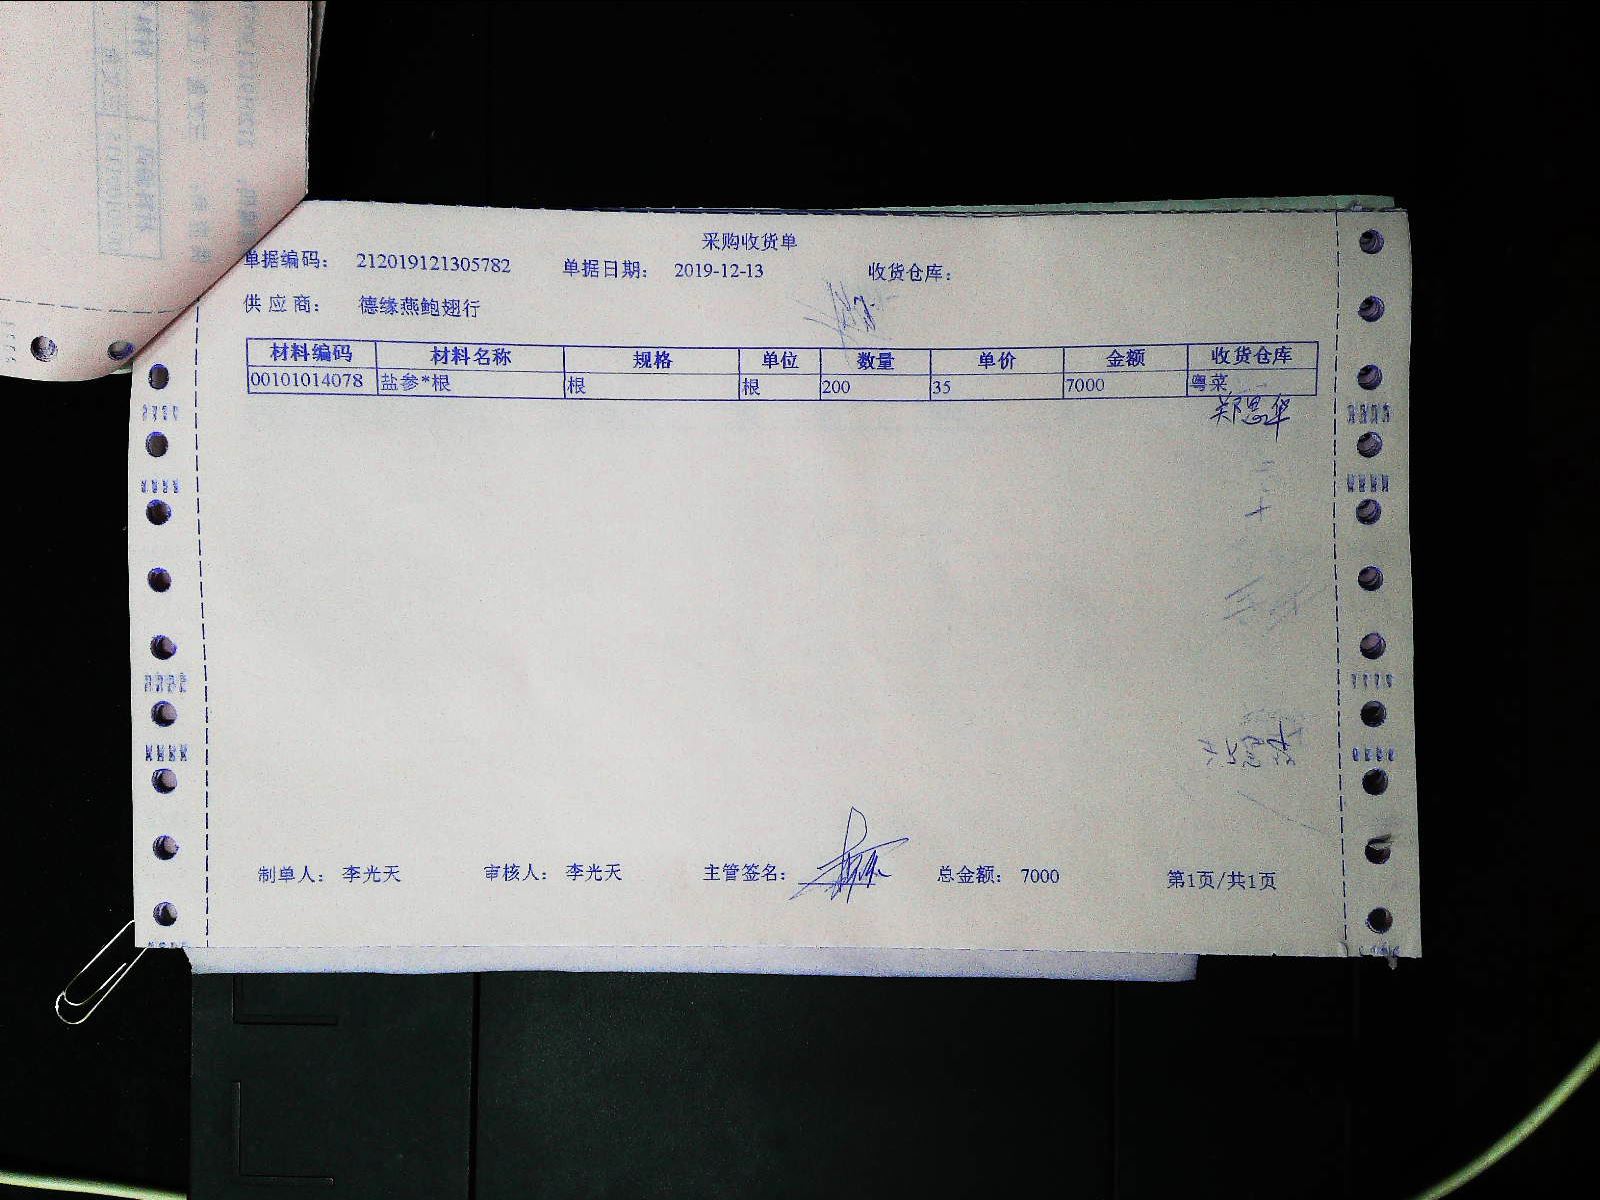 采购收货单
单据编码： 212019121305782 单据日期： 2019-12-13 收货仓库：
供应商： 德缘燕鲍翅行
材料编码 材料名称 规格 单位 数量 单价 金额 收货仓库
00101014078 盐参*根 根 根 200 35 7000 粤菜
制单人： 李光天 审核人： 李光天 主管签名： 总金额： 7000 第1页/共1页